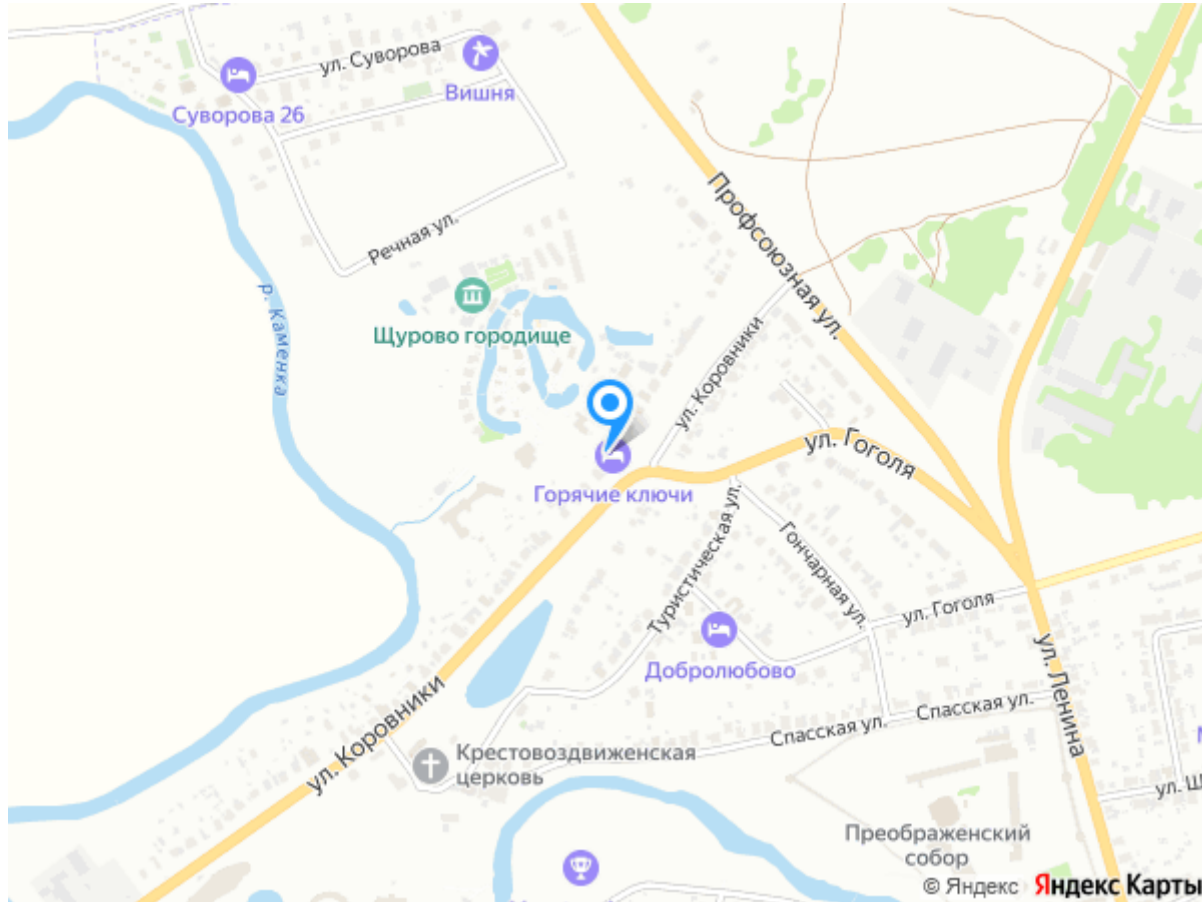 ул. Суворова
Вишня
Суворова 26
Профсоюзная ул.
Речная ул.
р. Каменка
Щурово городище
ул. Коровники
ул. Гоголя
Горячие ключи
Туристическая ул.
Гончарная ул.
ул. Гоголя
Добролюбово
ул. Ленина
ул. Коровники
Спасская ул.
Спасская ул.
Крестовоздвиженская
церковь
ул. Ш
Преображенский
собор
© Яндекс Яндекс Карты